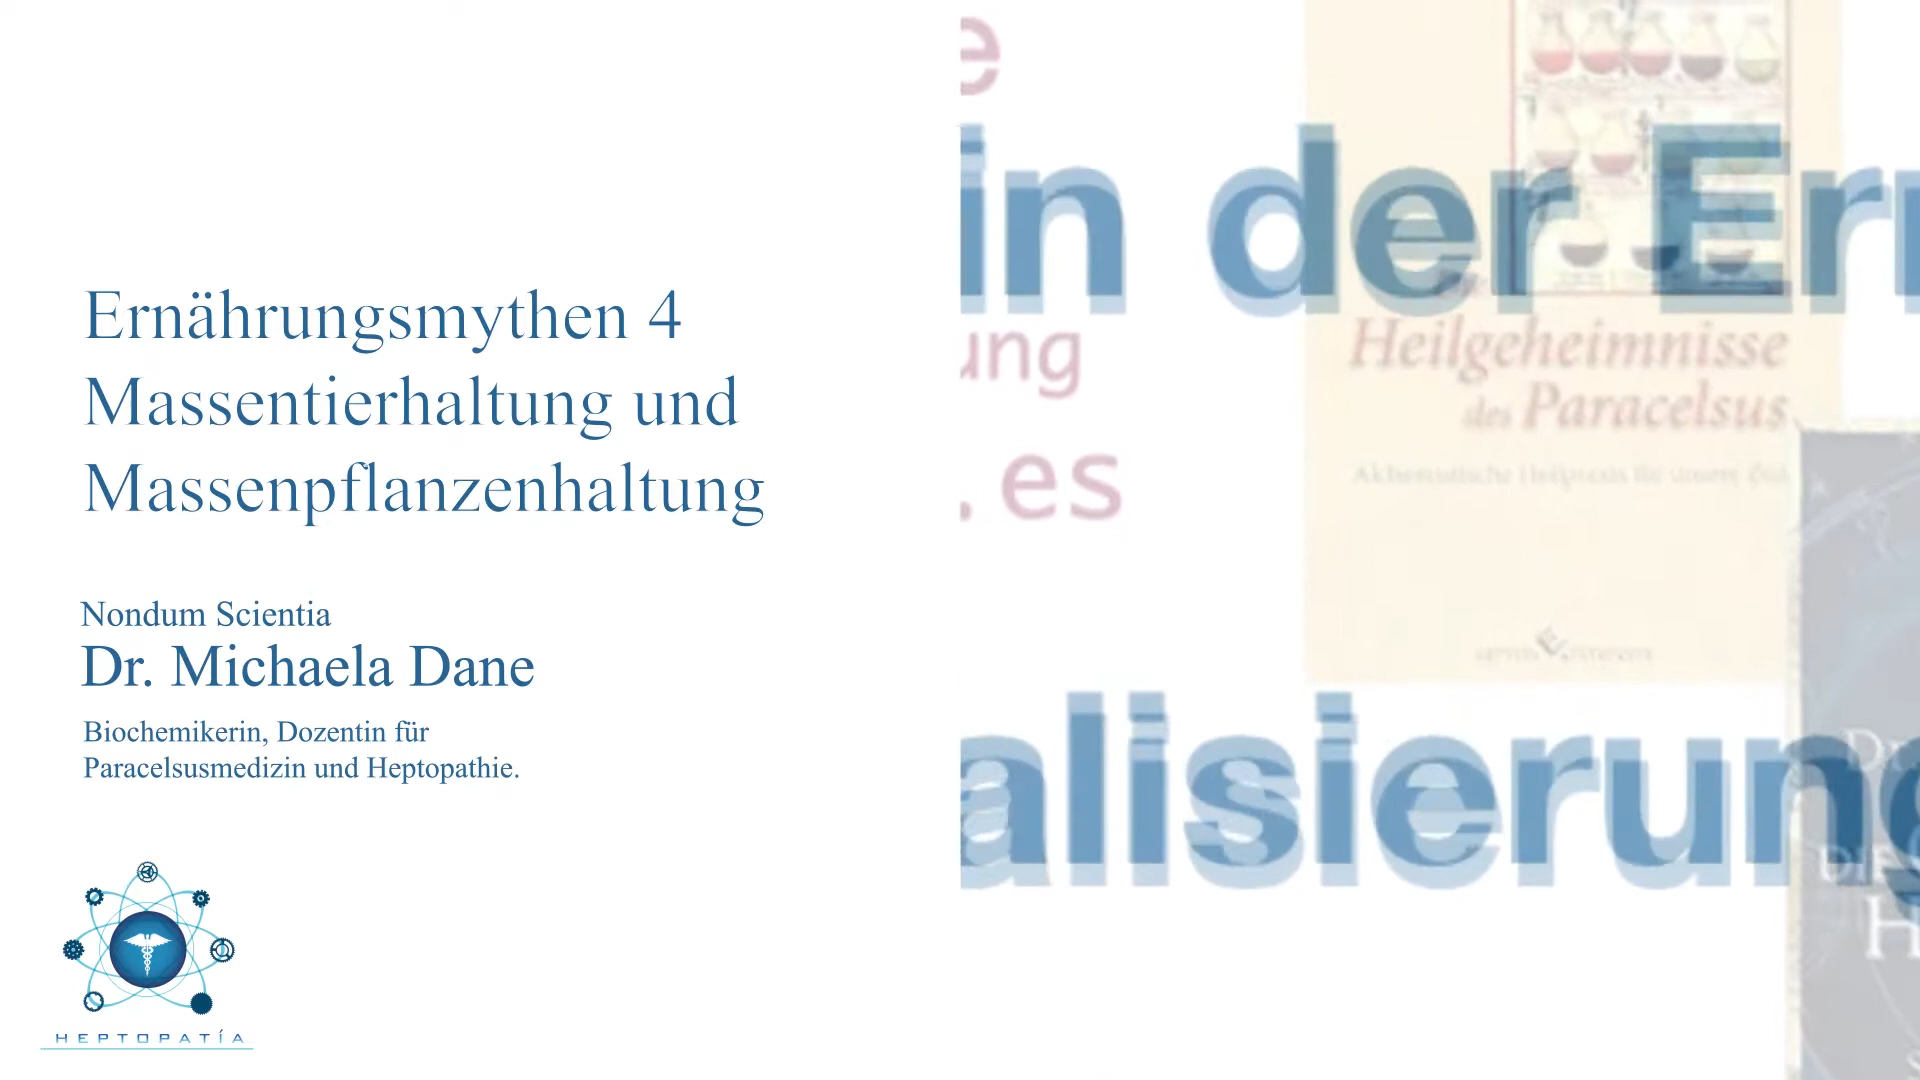 Ernährungsmythen 4
Massentierhaltung und
Massenpflanzenhaltung
Nondum Scientia
Dr. Michaela Dane
Biochemikerin, Dozentin für
Paracelsusmedizin und Heptopathie.
HEPTOPATÍA
e
in der Ern
ung
Heilgeheimnisse
des Paracelsus
.es
alisierung
H